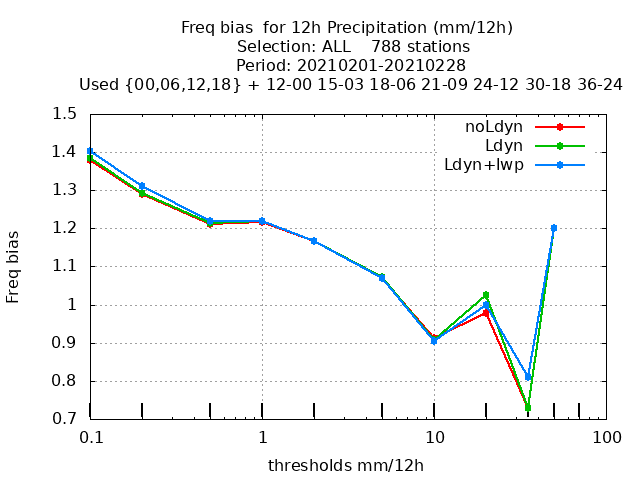 Freq bias  for 12h Precipitation (mm/12h)
Selection: ALL    788 stations
Period: 20210201-20210228
Used {00,06,12,18} + 12-00 15-03 18-06 21-09 24-12 30-18 36-24
noLdyn
Ldyn
Ldyn+lwp
1.5
1.4
1.3
1.2
1.1
1
0.9
0.8
0.7
Freq bias
0.1 1 10 100
thresholds mm/12h